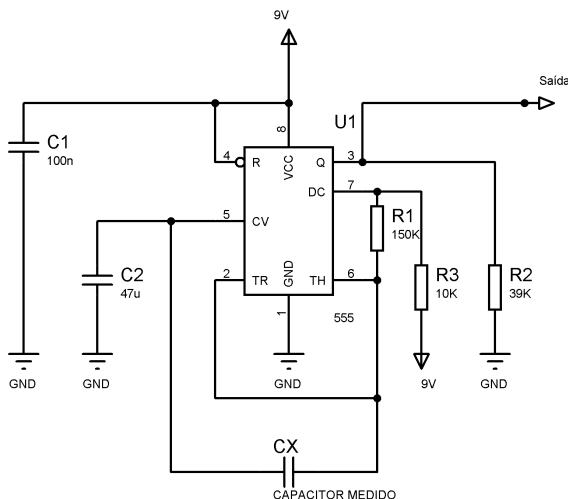 9V
Saída
U1
C1
100n
8
4
R
VCC
Q
3
DC
7
R1
150K
5
CV
C2
47u
2
TR
GND
TH
6
R3
10K
R2
39K
1
555
GND
GND
GND
9V
GND
CX
CAPACITOR MEDIDO